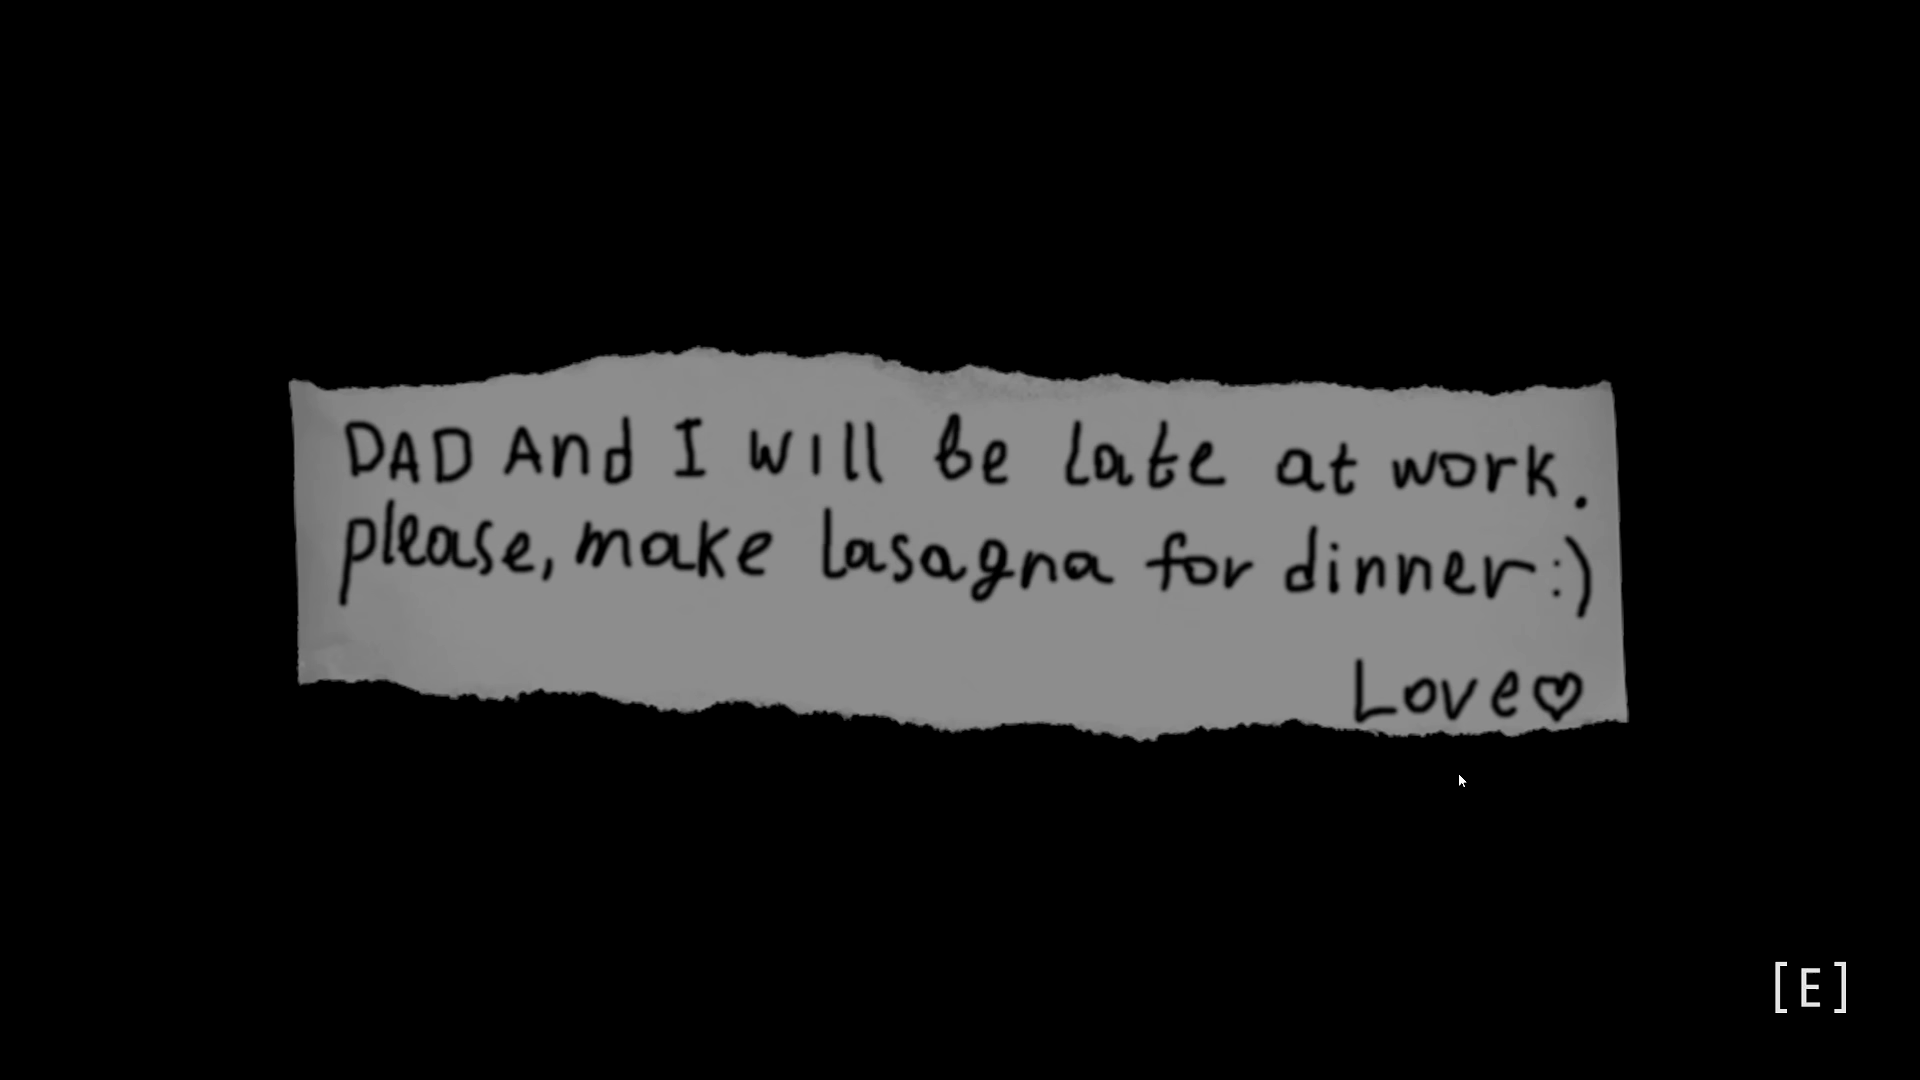 DAD And I will be late at work.
please, make lasagna for dinner:)
Love♡
[E]